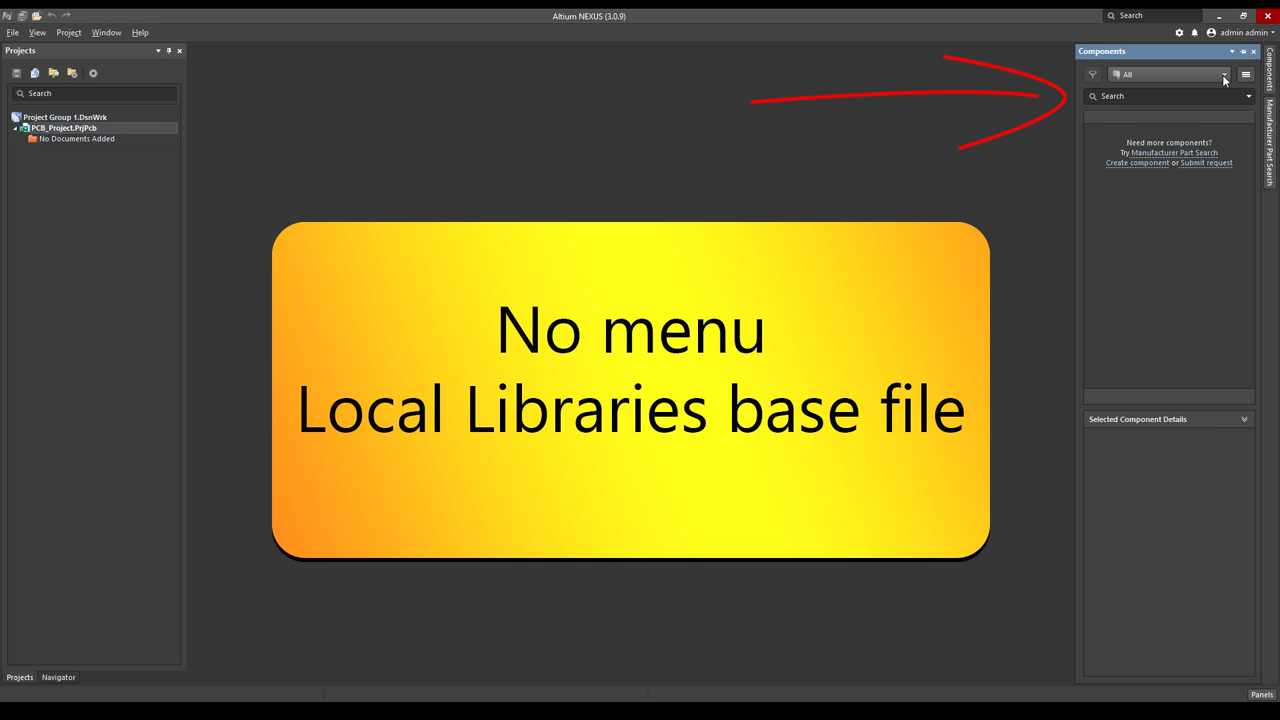 Altium NEXUS (3.0.9)
Search
File View Project Window Help
admin admin
Projects
Search
Project Group 1.DsnWrk
PCB_Project.PrjPcb
No Documents Added
No menu
Local Libraries base file
Components
All
Search
Need more components?
Try Manufacturer Part Search
Create component or Submit request
Selected Component Details
Components
Manufacturer Part Search
Projects Navigator
Panels